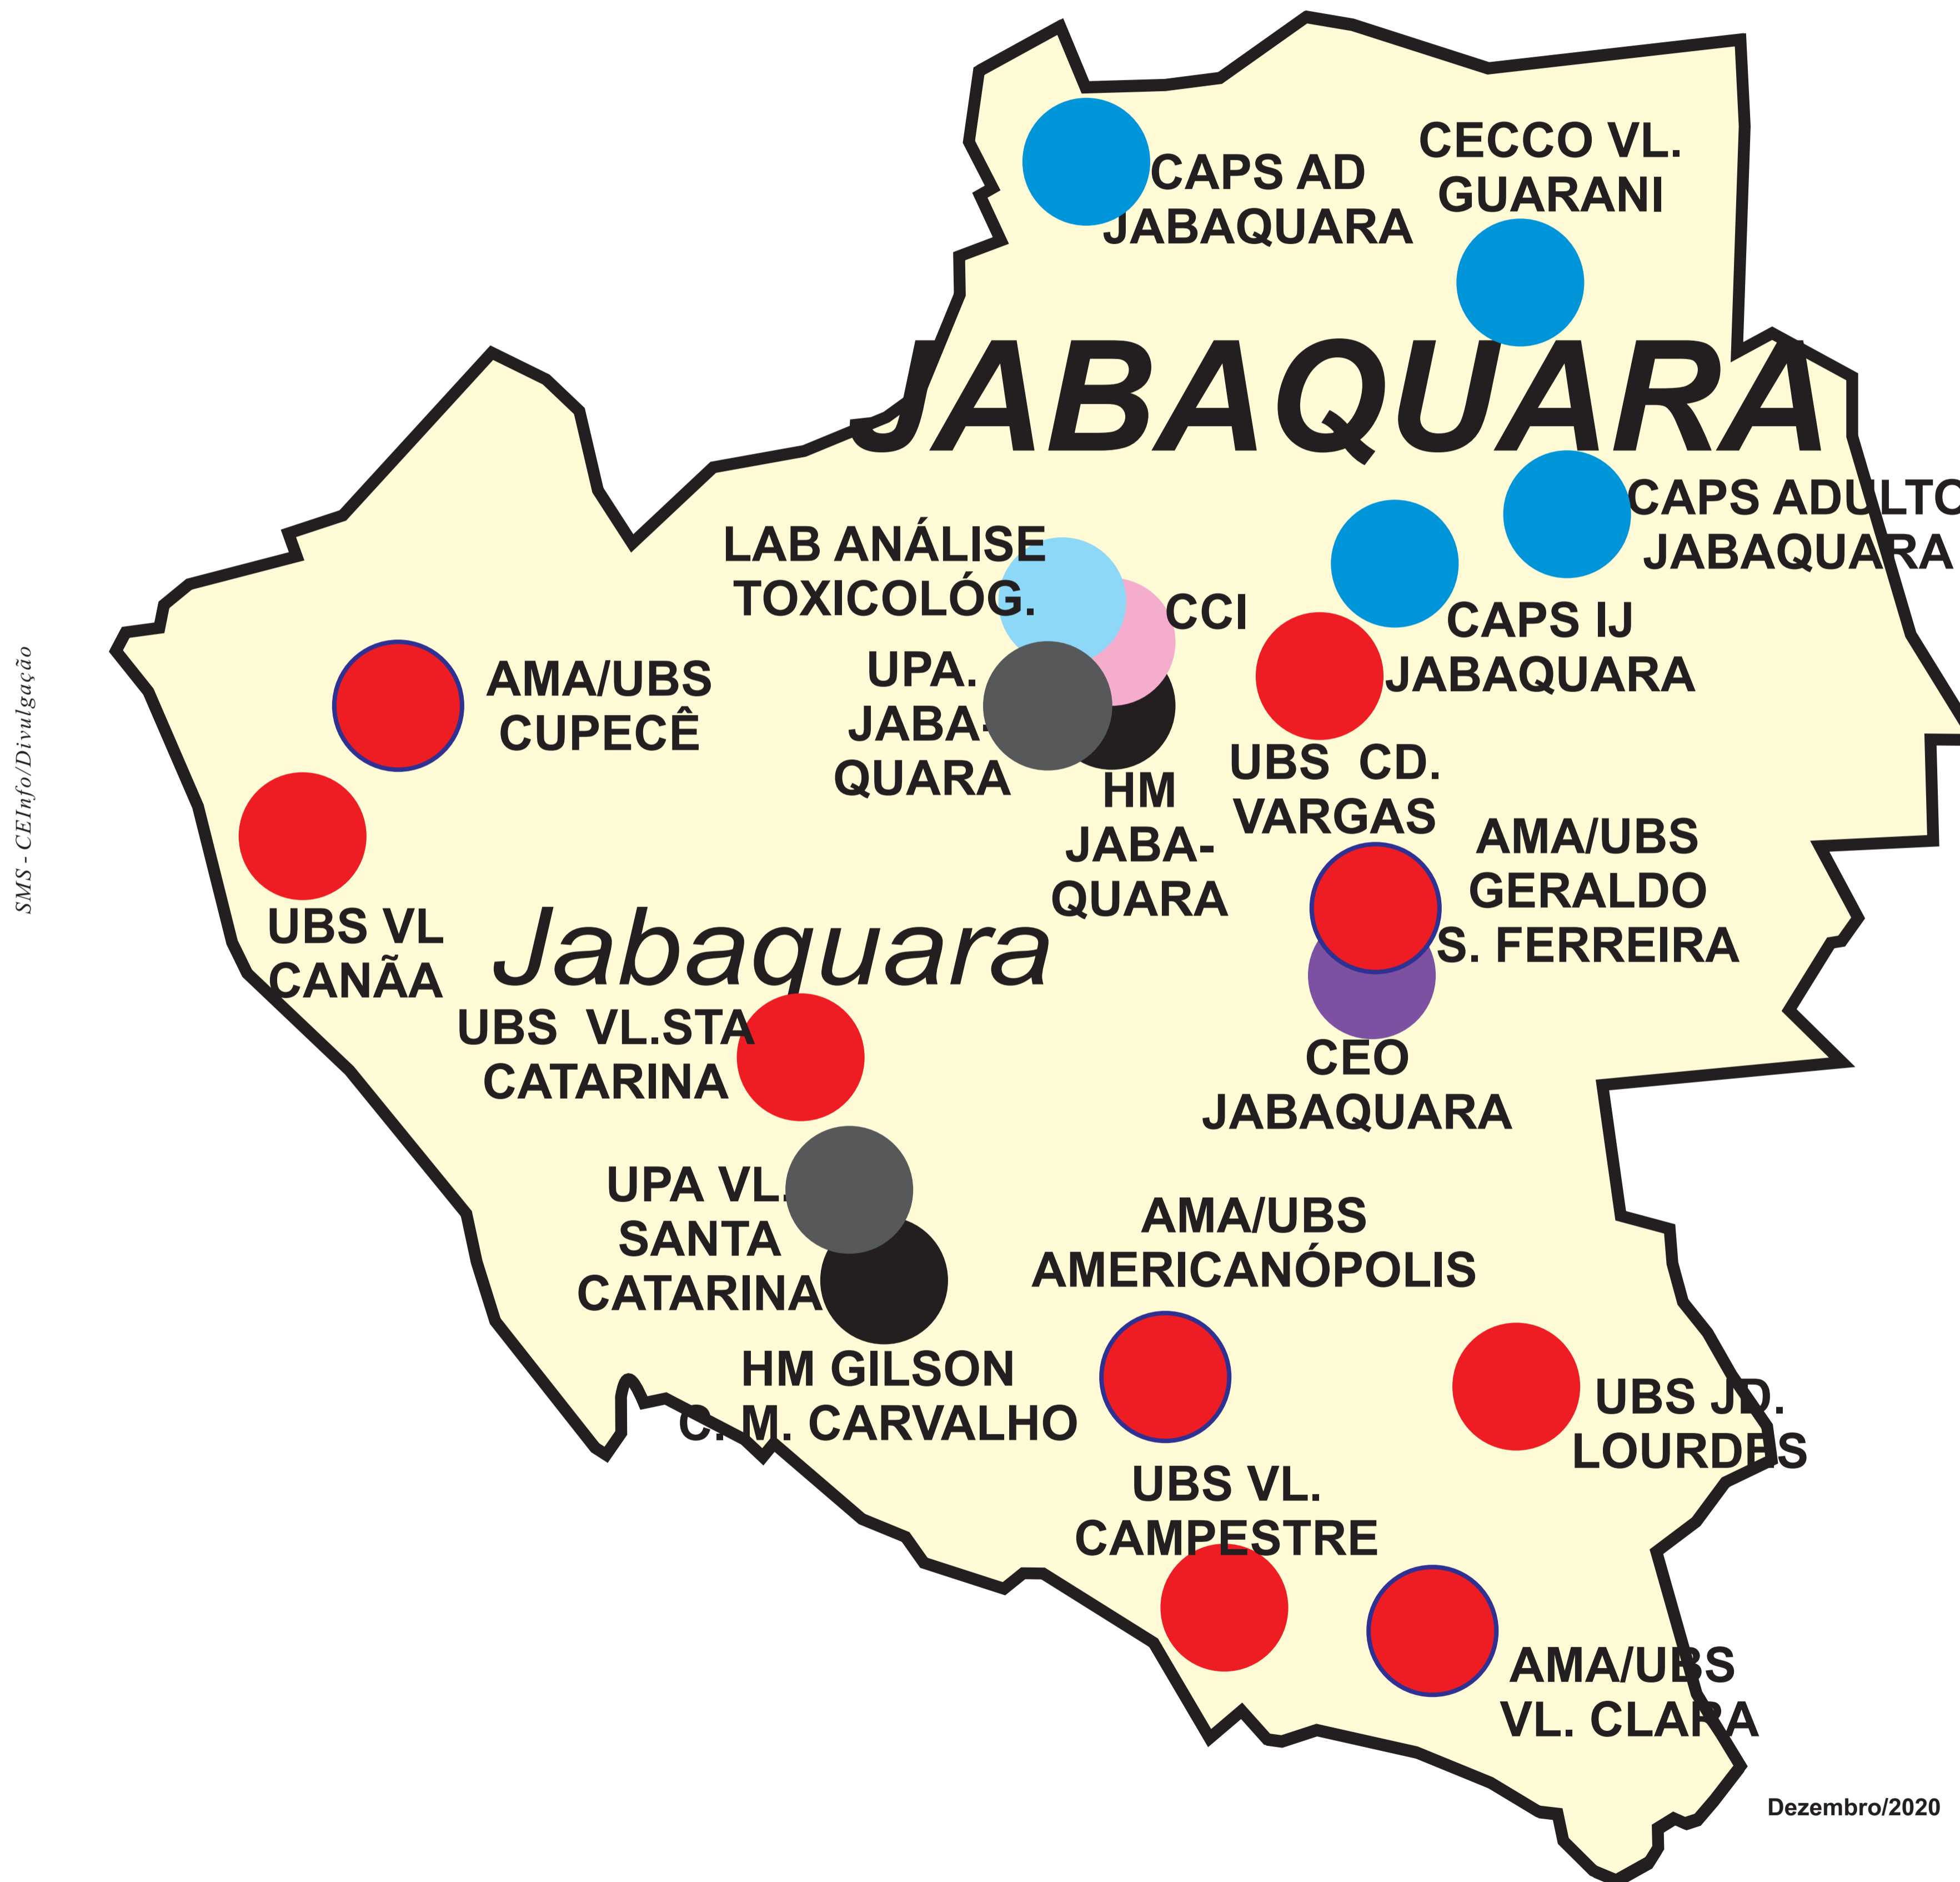 CECCO VL.
GUARANI
CAPS AD
JABAQUARA
JABAQUARA
CAPS ADULTO
JABAQUARA
LAB ANÁLISE
TOXICOLÓG.
CCI
CAPS IJ
JABAQUARA
UPA.
JABA-
QUARA
AMA/UBS
CUPECÊ
HM
JABA-
QUARA
UBS CD.
VARGAS
AMA/UBS
GERALDO
S. FERREIRA
SMS - CEInfo/Divulgação
UBS VL
CANÃA
Jabaquara
UBS VL.STA
CATARINA
CEO
JABAQUARA
UPA VL.
SANTA
CATARINA
AMA/UBS
AMERICANÓPOLIS
HM GILSON
C. M. CARVALHO
UBS JD.
LOURDES
UBS VL.
CAMPESTRE
AMA/UBS
VL. CLARA
Dezembro/2020